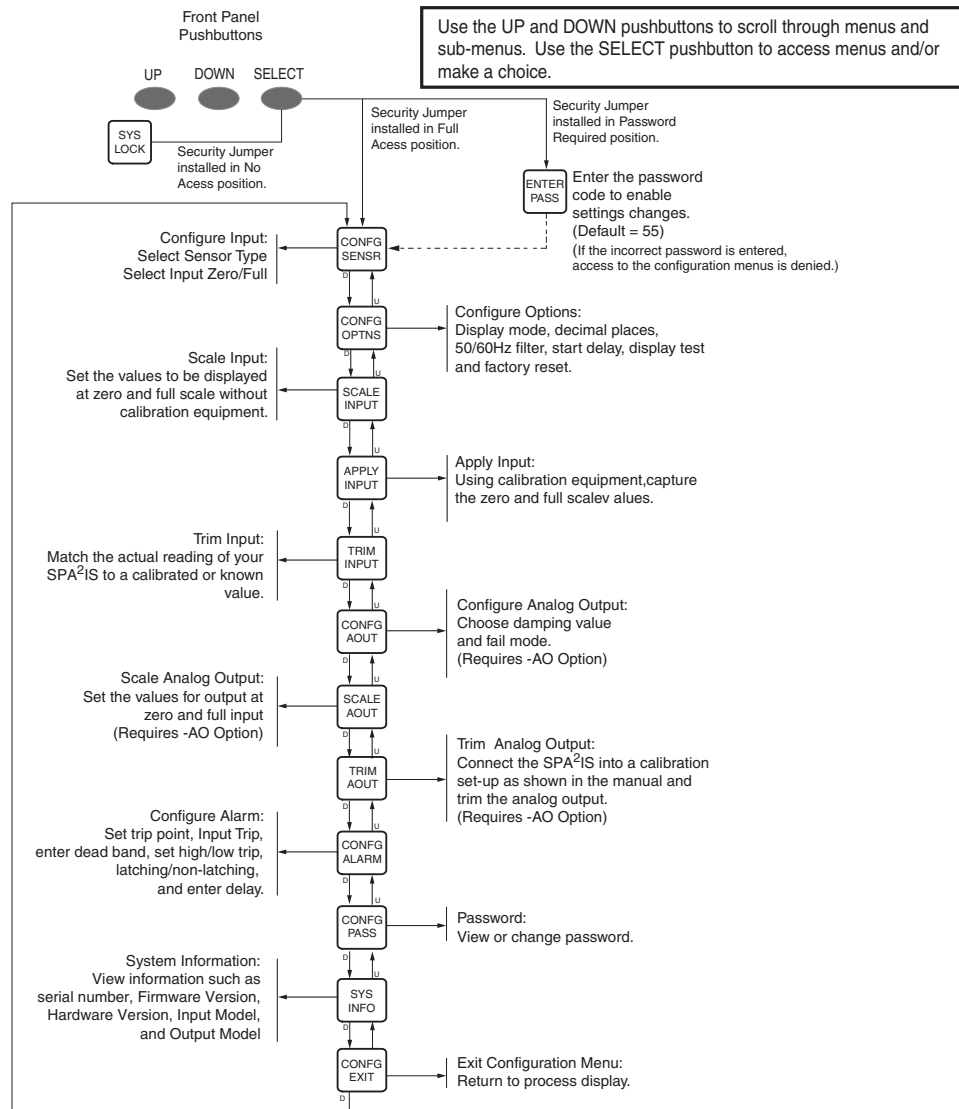 Front Panel
Pushbuttons
Use the UP and DOWN pushbuttons to scroll through menus and
sub-menus. Use the SELECT pushbutton to access menus and/or
make a choice.
UP
DOWN
SELECT
SYS
LOCK
Security Jumper
installed in No
Acess position.
Security Jumper
installed in Full
Acess position.
Security Jumper
installed in Password
Required position.
ENTER
PASS
Enter the password
code to enable
settings changes.
(Default = 55)
(If the incorrect password is entered,
access to the configuration menus is denied.)
Configure Input:
Select Sensor Type
Select Input Zero/Full
CONFG
SENSR
D
U
CONFG
OPTNS
Configure Options:
Display mode, decimal places,
50/60Hz filter, start delay, display test
and factory reset.
D
U
Scale Input:
Set the values to be displayed
at zero and full scale without
calibration equipment.
SCALE
INPUT
D
U
APPLY
INPUT
Apply Input:
Using calibration equipment,capture
the zero and full scalev alues.
D
U
Trim Input:
Match the actual reading of your
SPA2IS to a calibrated or known
value.
TRIM
INPUT
D
U
CONFG
AOUT
Configure Analog Output:
Choose damping value
and fail mode.
(Requires -AO Option)
D
U
Scale Analog Output:
Set the values for output at
zero and full input
(Requires -AO Option)
SCALE
AOUT
D
U
TRIM
AOUT
Trim Analog Output:
Connect the SPA2IS into a calibration
set-up as shown in the manual and
trim the analog output.
(Requires -AO Option)
D
U
Configure Alarm:
Set trip point, Input Trip,
enter dead band, set high/low trip,
latching/non-latching,
and enter delay.
CONFG
ALARM
D
U
CONFG
PASS
Password:
View or change password.
D
U
System Information:
View information such as
serial number, Firmware Version,
Hardware Version, Input Model,
and Output Model
SYS
INFO
D
CONFG
EXIT
Exit Configuration Menu:
Return to process display.
D